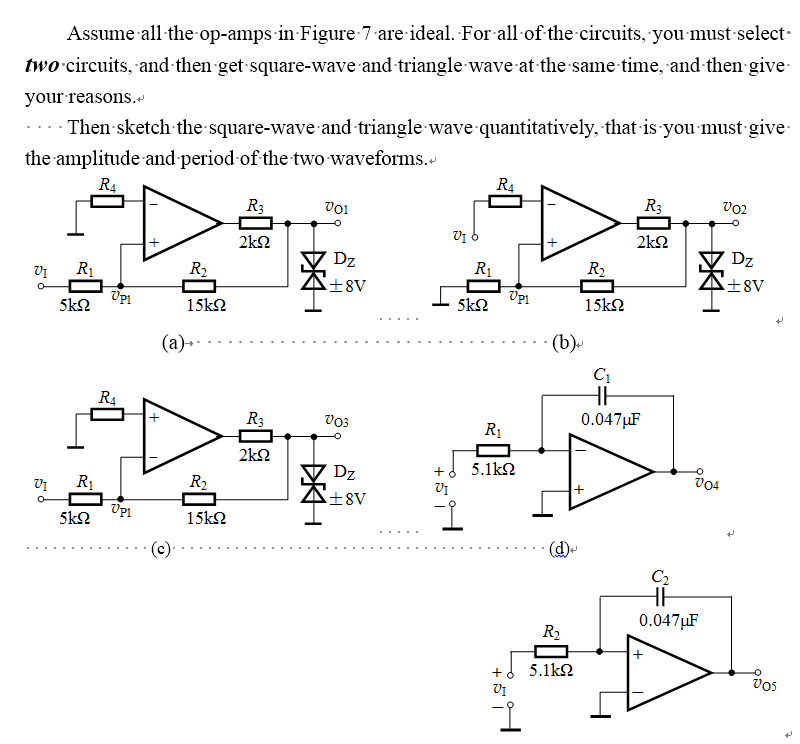 Assume all the op-amps in Figure 7 are ideal. For all of the circuits, you must select
two circuits, and then get square-wave and triangle wave at the same time, and then give
your reasons.
Then sketch the square-wave and triangle wave quantitatively, that is you must give
the amplitude and period of the two waveforms.
R4
−
+
R3
2kΩ
vO1
DZ
±8V
vI
R1
5kΩ
vP1
R2
15kΩ
(a)
R4
vI
−
+
R3
2kΩ
vO2
DZ
±8V
R1
5kΩ
vP1
R2
15kΩ
(b)
R4
+
−
R3
2kΩ
vO3
DZ
±8V
vI
R1
5kΩ
vP1
R2
15kΩ
(c)
C1
0.047μF
R1
5.1kΩ
+
vI
−
−
+
vO4
(d)
C2
0.047μF
R2
5.1kΩ
+
vI
−
+
−
vO5